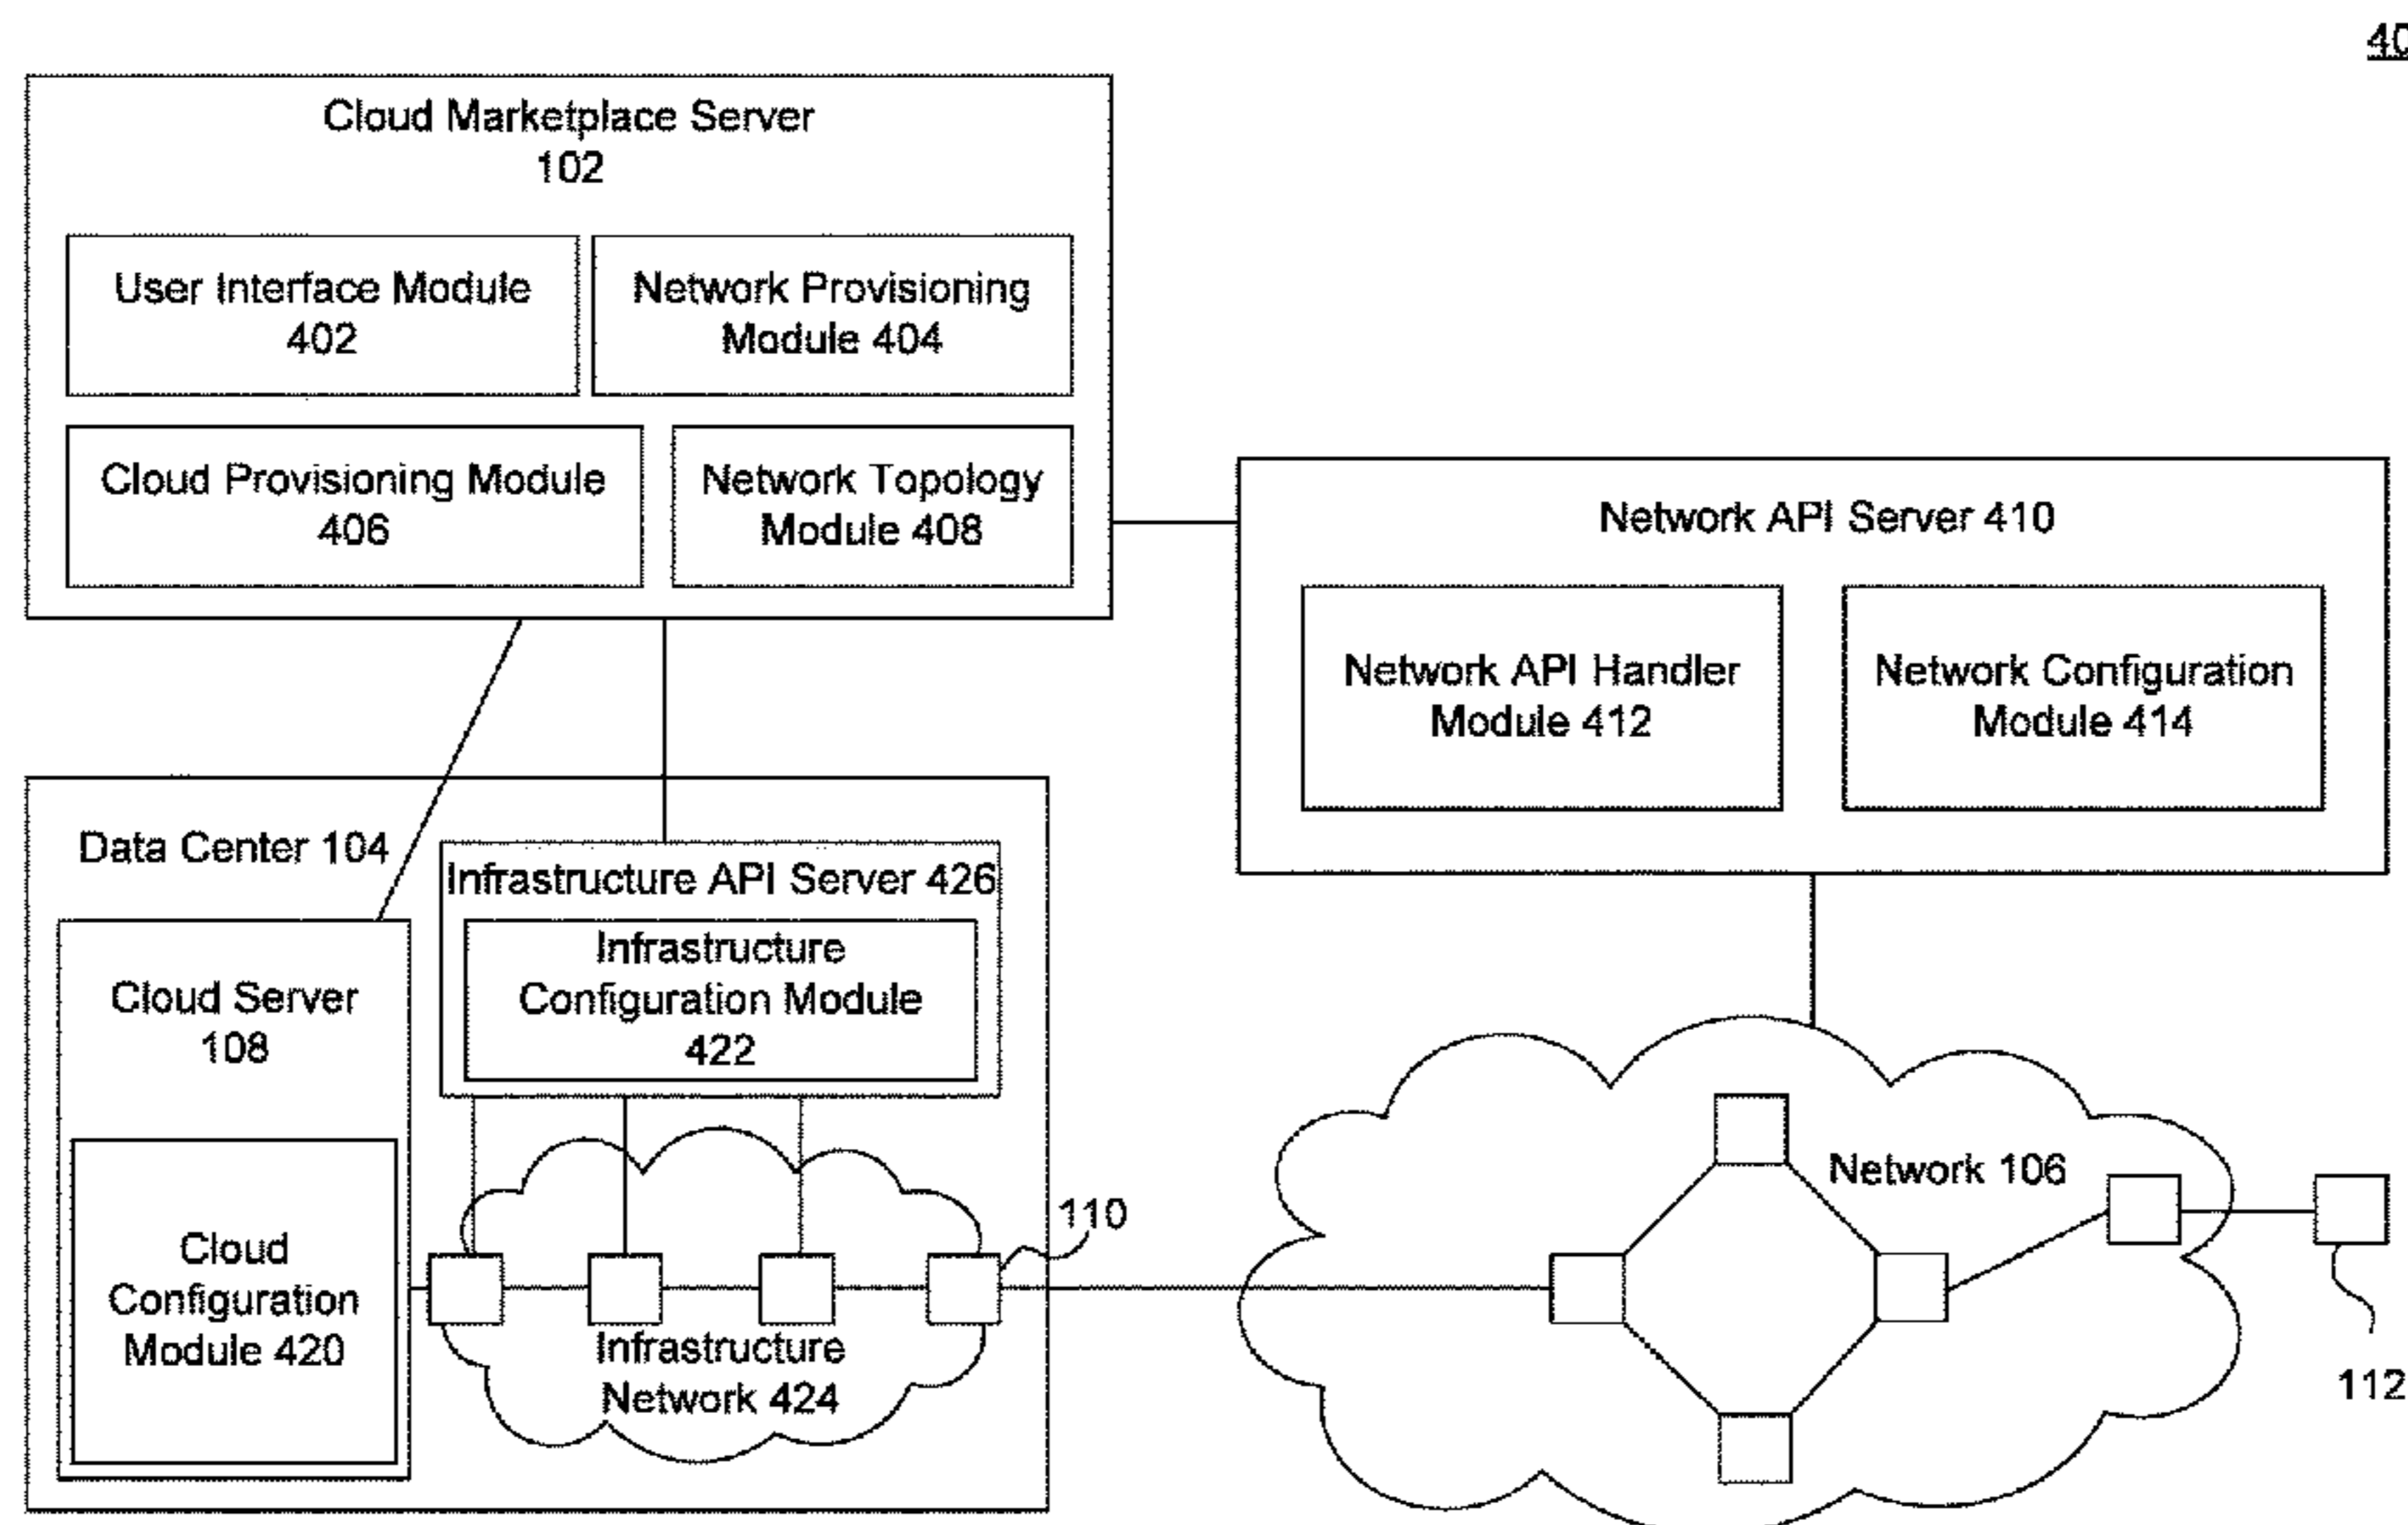 40
Cloud Marketplace Server
102
User Interface Module
402
Network Provisioning
Module 404
Cloud Provisioning Module
406
Network Topology
Module 408
Network API Server 410
Network API Handler
Module 412
Network Configuration
Module 414
Data Center 104
Infrastructure API Server 426
Infrastructure
Configuration Module
422
Cloud Server
108
Cloud
Configuration
Module 420
Infrastructure
Network 424
110
Network 106
112